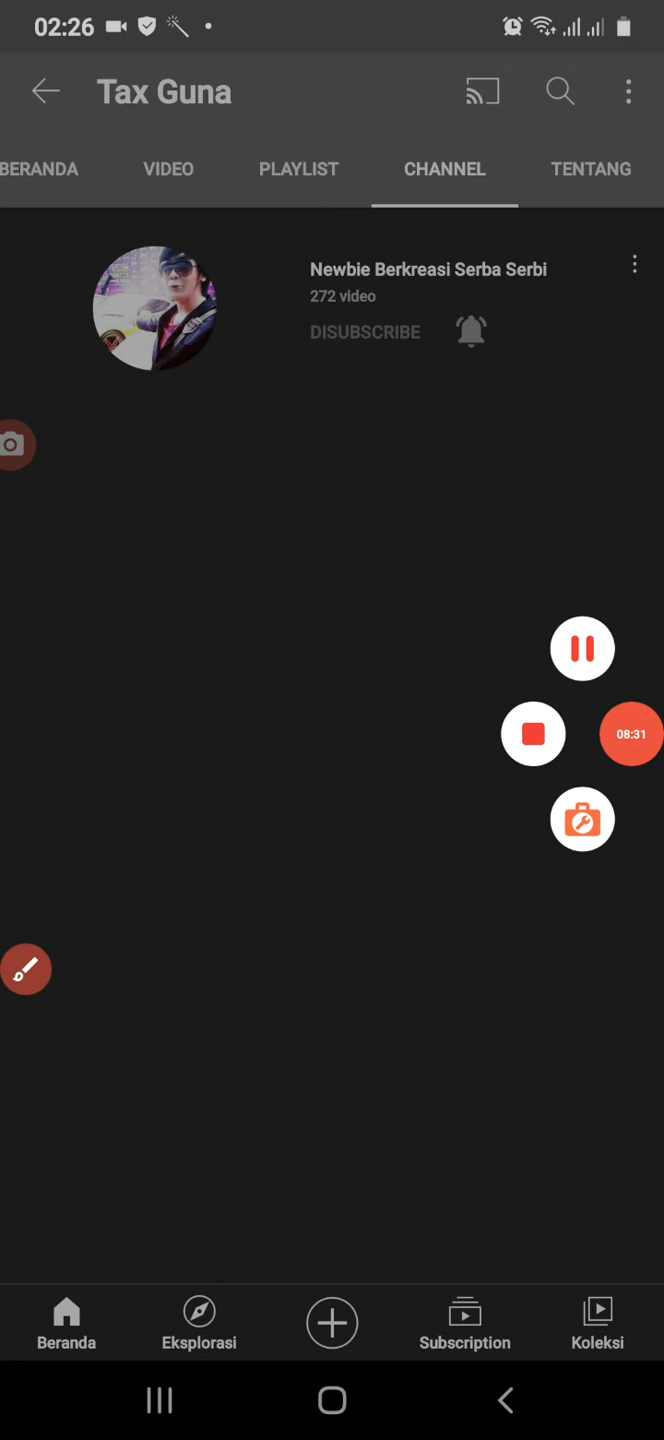 02:26
Tax Guna
BERANDA VIDEO PLAYLIST CHANNEL TENTANG
Newbie Berkreasi Serba Serbi
272 video
DISUBSCRIBE
08:31
Beranda Eksplorasi Subscription Koleksi